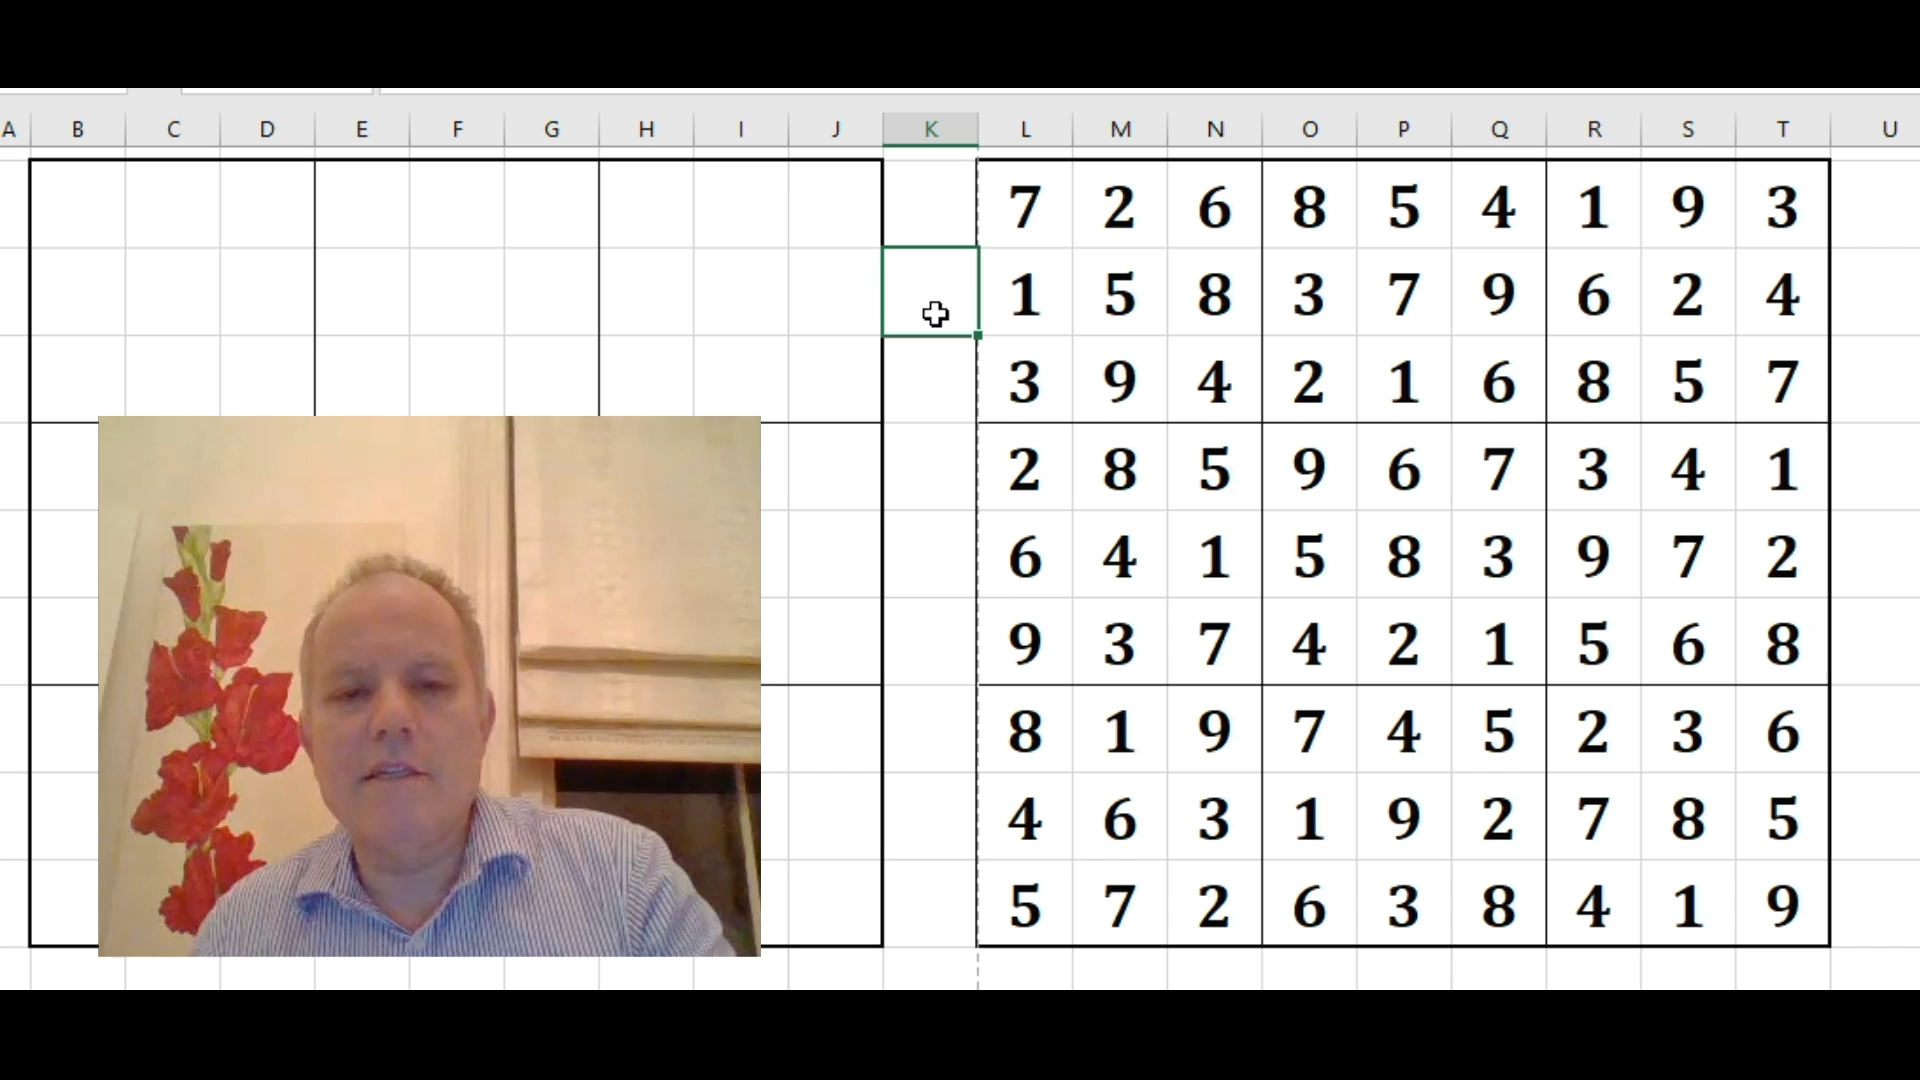 A B C D E F G H I J K L M N O P Q R S T U
7 2 6 8 5 4 1 9 3
1 5 8 3 7 9 6 2 4
3 9 4 2 1 6 8 5 7
2 8 5 9 6 7 3 4 1
6 4 1 5 8 3 9 7 2
9 3 7 4 2 1 5 6 8
8 1 9 7 4 5 2 3 6
4 6 3 1 9 2 7 8 5
5 7 2 6 3 8 4 1 9